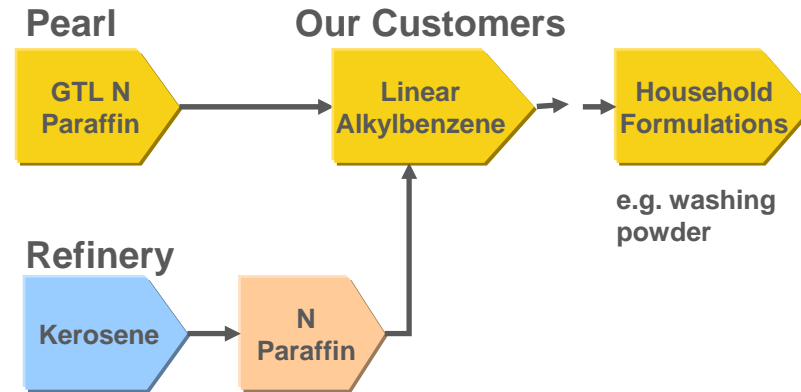 Pearl
Our Customers
GTL N
Paraffin
Linear
Alkylbenzene
Household
Formulations
e.g. washing
powder
Refinery
Kerosene
N
Paraffin